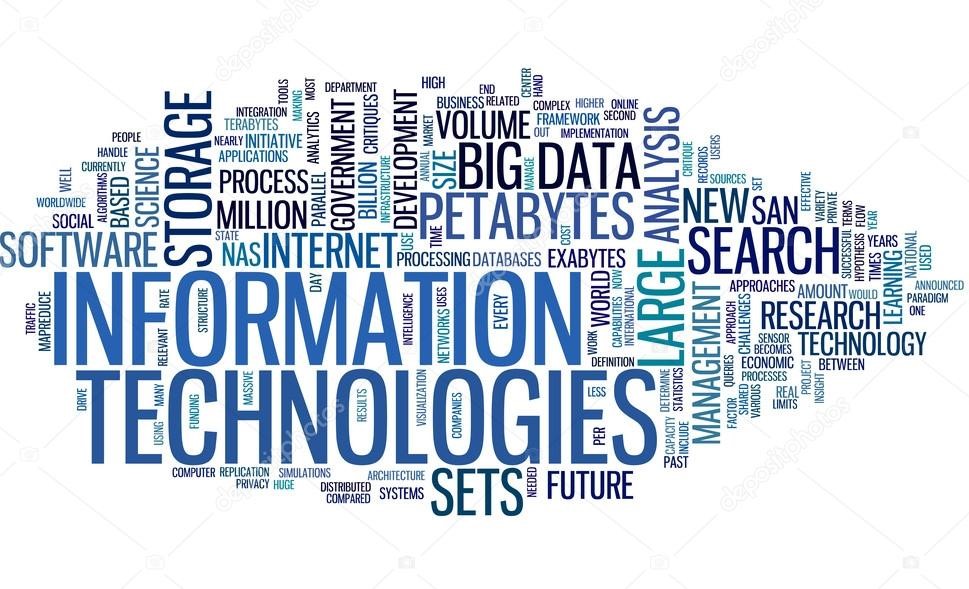 HIGH
END
CENTER
HAND
TOOLS
MAKING
MOST
DEPARTMENT
INTEGRATION
TERABYTES
NEARLY INITIATIVE
APPLICATIONS
ANALYTICS
GOVERNMENT
CRITIQUES
BILLION
INFRASTRUCTURE
DEVELOPMENT
BUSINESS RELATED
COMPLEX HIGHER ONLINE
FRAMEWORK SECOND
MARKET
VOLUME
OUT IMPLEMENTATION
ANNUAL
SIZE
BIG DATA
MANAGE
ANALYSIS
CRITIQUE
RECORDS
USERS
SOURCES
SET
PEOPLE
HANDLE
CURRENTLY
WELL
WORLDWIDE
SOCIAL
ALGORITHMS
BASED
SCIENCE
STORAGE
PROCESS
MILLION
PARALLEL
STATE
PETABYTES
COST
NEW SAN
EFFECTIVE
VARIETY
PRIVATE
SOFTWARE
NAS INTERNET
USE
TIME
PROCESSING DATABASES EXABYTES
SEARCH
SUCCESSFUL
HYPOTHESIS
TERMS
FLOW
YEAR
YEARS
TIMES
LEARNING
NATIONAL
USED
ANNOUNCED
PARADIGM
ONE
APPROACHES AMOUNT WOULD
RESEARCH
TECHNOLOGY
TRAFFIC
MAPREDUCE
INFORMATION
RELEVANT
RATE
STRUCTURE
DAY
INTELLIGENCE
NETWORKS
USES
EVERY
WORK
WORLD
CAPABILITIES
NOW
INTERNATIONAL
LARGE
MANAGEMENT
DEFINITION
APPROACH
CHALLENGES
QUERIES
SENSOR
BECOMES
ECONOMIC
PROCESSES
BETWEEN
REAL
LIMITS
PROJECT
INSIGHT
FACTOR
SHARED
VARIOUS
DRIVE
TECHNOLOGIES
USING
MANY
FUNDING
MASSIVE
RESULTS
VISUALIZATION
COMPANIES
LESS
PER
DETERMINE
STATISTICS
CAPACITY
INCLUDE
PAST
COMPUTER REPLICATION SIMULATIONS
PRIVACY HUGE
DISTRIBUTED
COMPARED
ARCHITECTURE
SYSTEMS
SETS
NEEDED
FUTURE
depositphotos
depositphotos
depositphotos
depositphotos
depositphotos
depositphotos